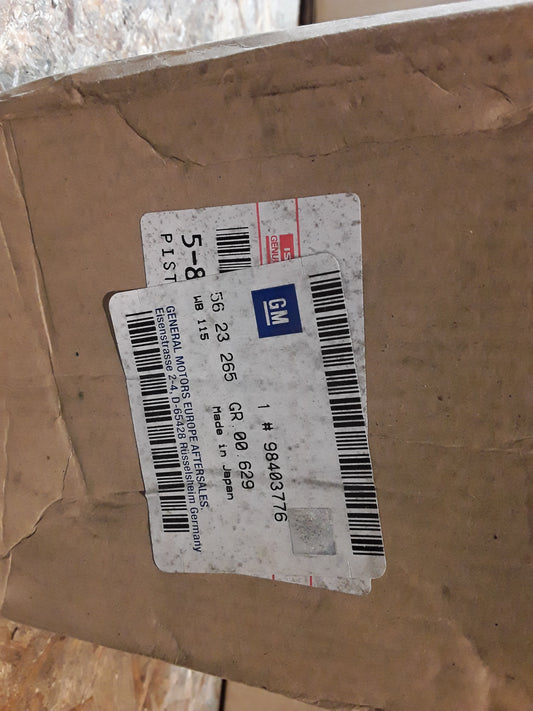 GM
1 # 98403776
56 23 265 GR.00 629
WB 115 Made in Japan
GENERAL MOTORS EUROPE AFTERSALES.
Eisenstrasse 2-4, D-65428 Rüsselsheim Germany
5-8
PIST